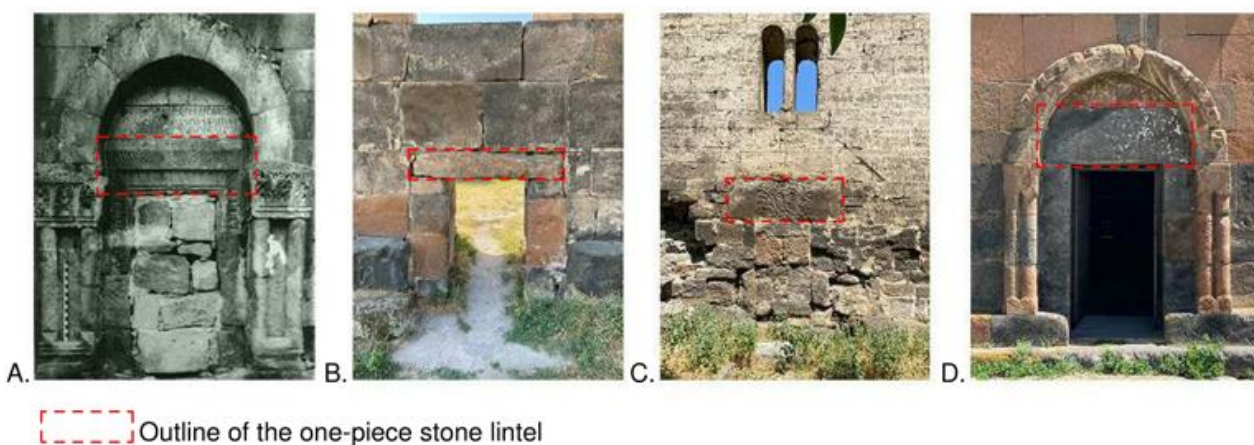 A. B. C. D.
Outline of the one-piece stone lintel